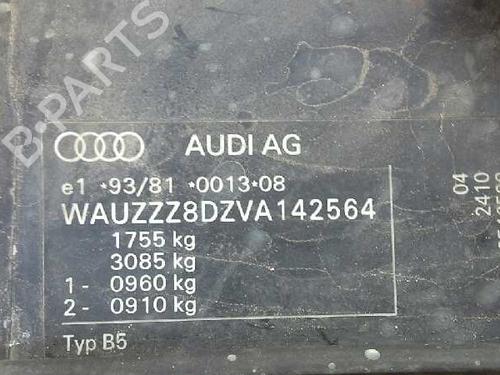 AUDI AG
e1 *93/81 *0013*08
WAUZZZ8DZVA142564
1755 kg
3085 kg
1 - 0960 kg
2 - 0910 kg
Typ B5
04
2410
B-PARTS